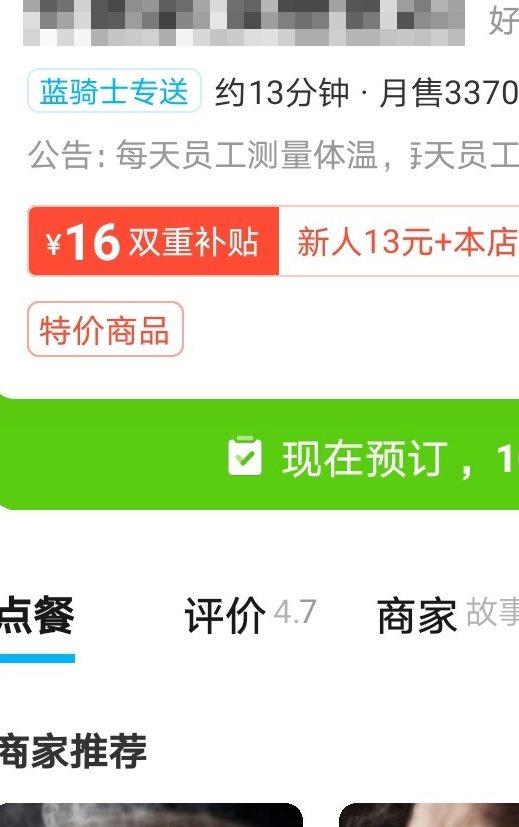 好
蓝骑士专送 约13分钟 · 月售3370
公告: 每天员工测量体温, 每天员工
¥16双重补贴 新人13元+本店
特价商品
现在预订，1
点餐 评价 4.7 商家 故事
商家推荐